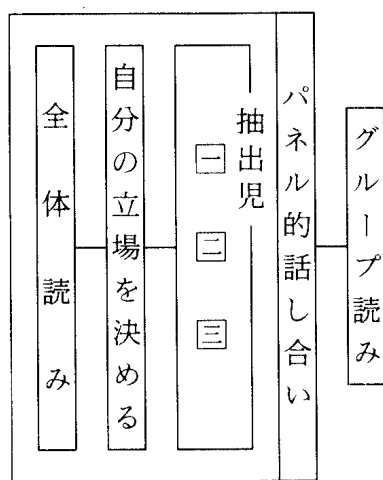 グループ読み
パネル的話し合い
抽出児
一
二
三
自分の立場を決める
全体読み